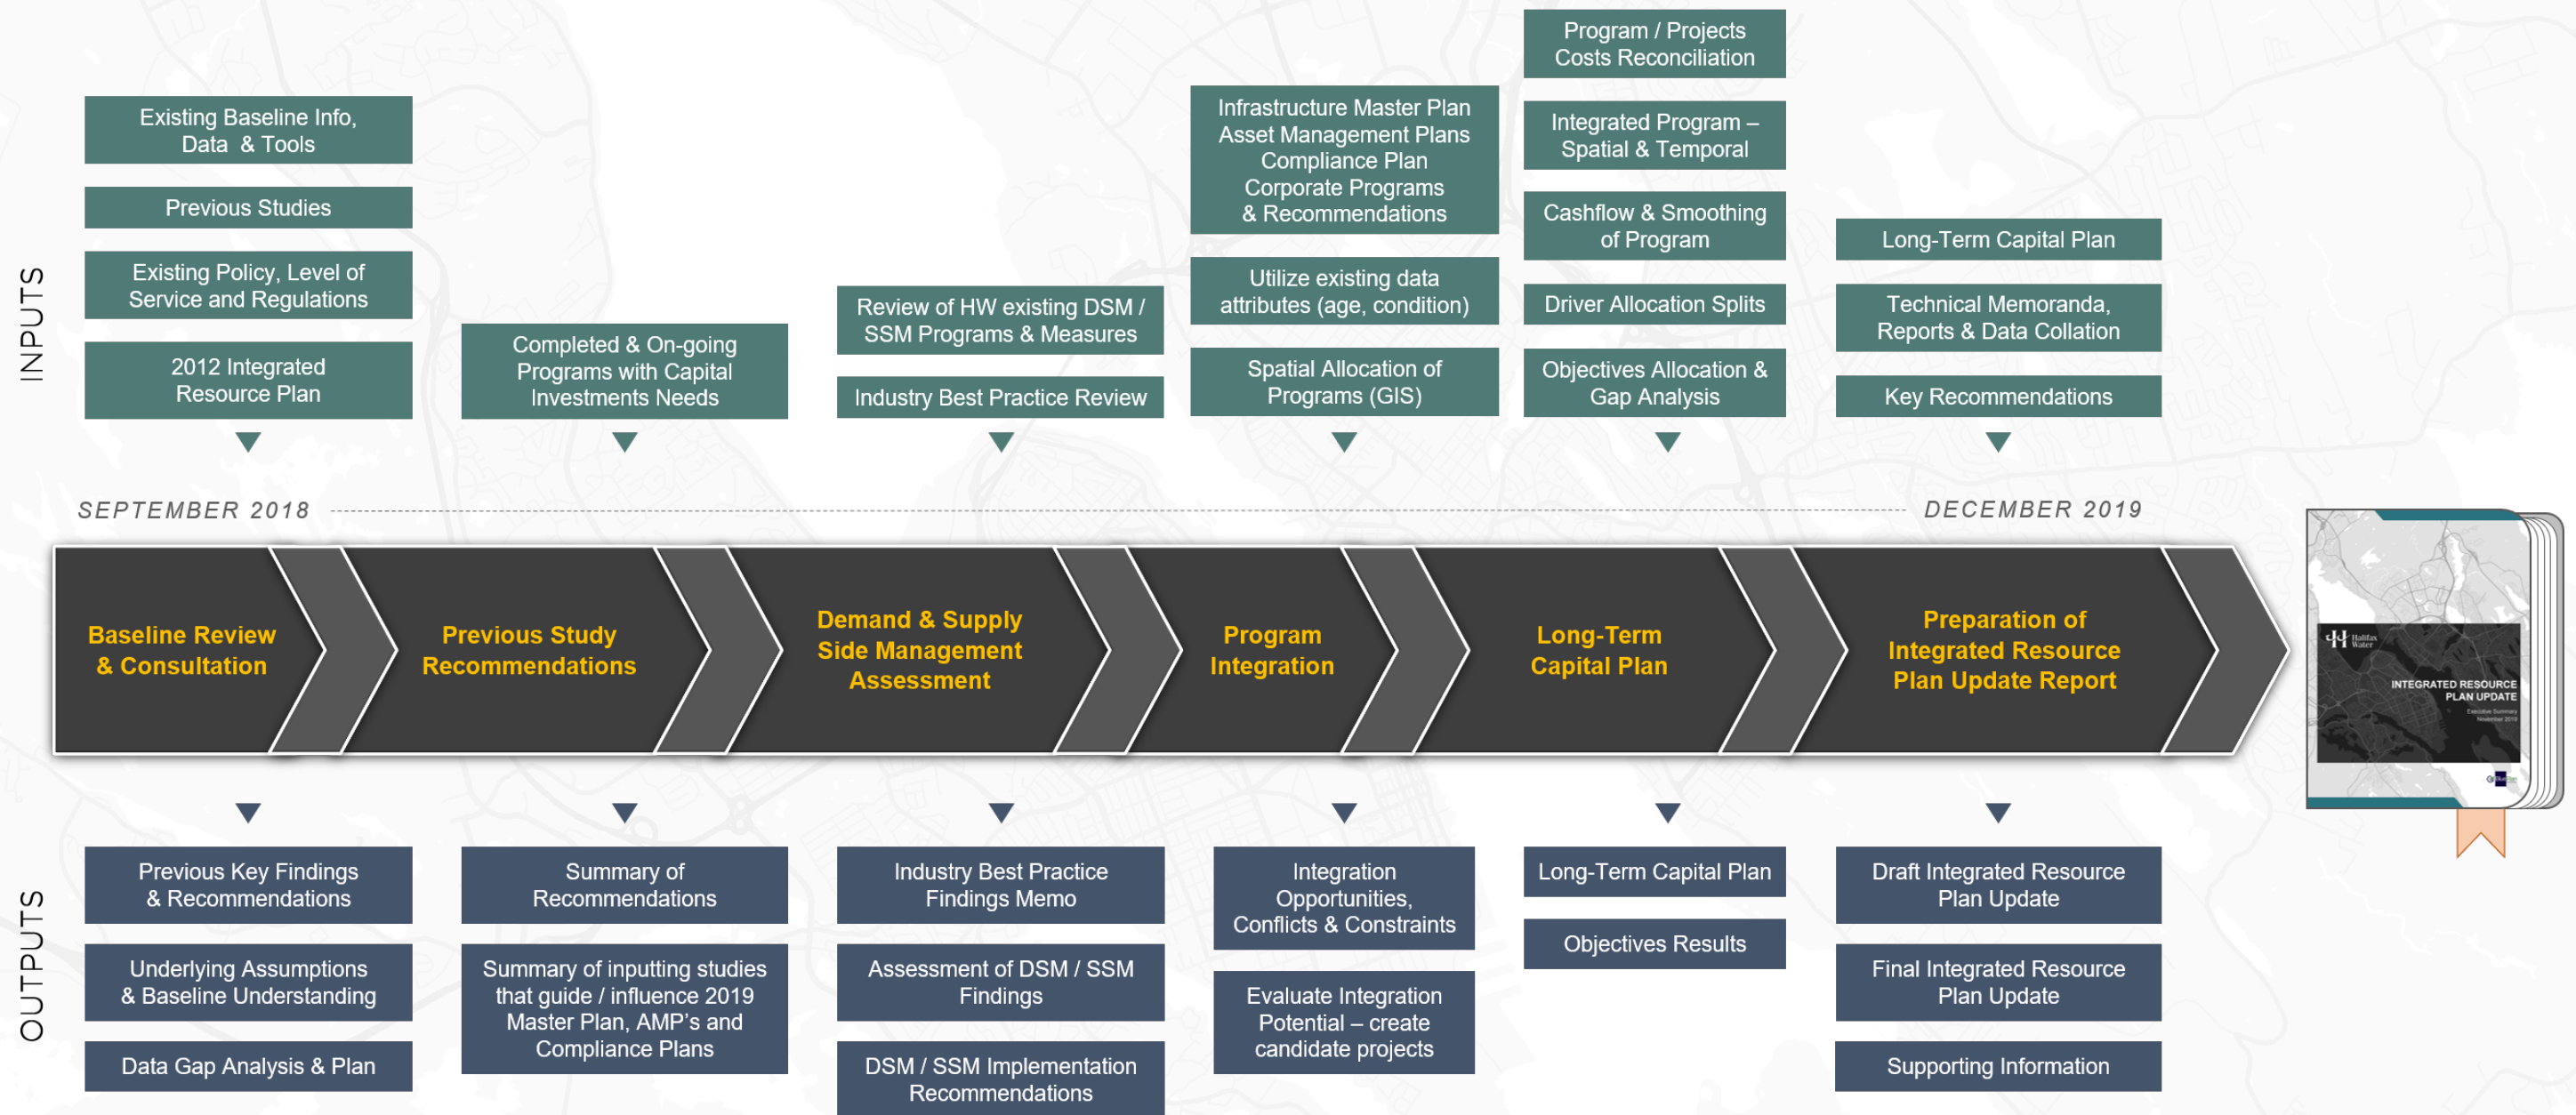 INPUTS
Existing Baseline Info,
Data & Tools
Previous Studies
Existing Policy, Level of
Service and Regulations
2012 Integrated
Resource Plan
Completed & On-going
Programs with Capital
Investments Needs
Review of HW existing DSM /
SSM Programs & Measures
Industry Best Practice Review
Infrastructure Master Plan
Asset Management Plans
Compliance Plan
Corporate Programs
& Recommendations
Utilize existing data
attributes (age, condition)
Spatial Allocation of
Programs (GIS)
Program / Projects
Costs Reconciliation
Integrated Program –
Spatial & Temporal
Cashflow & Smoothing
of Program
Driver Allocation Splits
Objectives Allocation &
Gap Analysis
Long-Term Capital Plan
Technical Memoranda,
Reports & Data Collation
Key Recommendations
SEPTEMBER 2018
DECEMBER 2019
Baseline Review
& Consultation
Previous Study
Recommendations
Demand & Supply
Side Management
Assessment
Program
Integration
Long-Term
Capital Plan
Preparation of
Integrated Resource
Plan Update Report
Halifax
Water
INTEGRATED RESOURCE
PLAN UPDATE
Executive Summary
November 2019
OUTPUTS
Previous Key Findings
& Recommendations
Underlying Assumptions
& Baseline Understanding
Data Gap Analysis & Plan
Summary of
Recommendations
Summary of inputting studies
that guide / influence 2019
Master Plan, AMP's and
Compliance Plans
Industry Best Practice
Findings Memo
Assessment of DSM / SSM
Findings
DSM / SSM Implementation
Recommendations
Integration
Opportunities,
Conflicts & Constraints
Evaluate Integration
Potential – create
candidate projects
Long-Term Capital Plan
Objectives Results
Draft Integrated Resource
Plan Update
Final Integrated Resource
Plan Update
Supporting Information